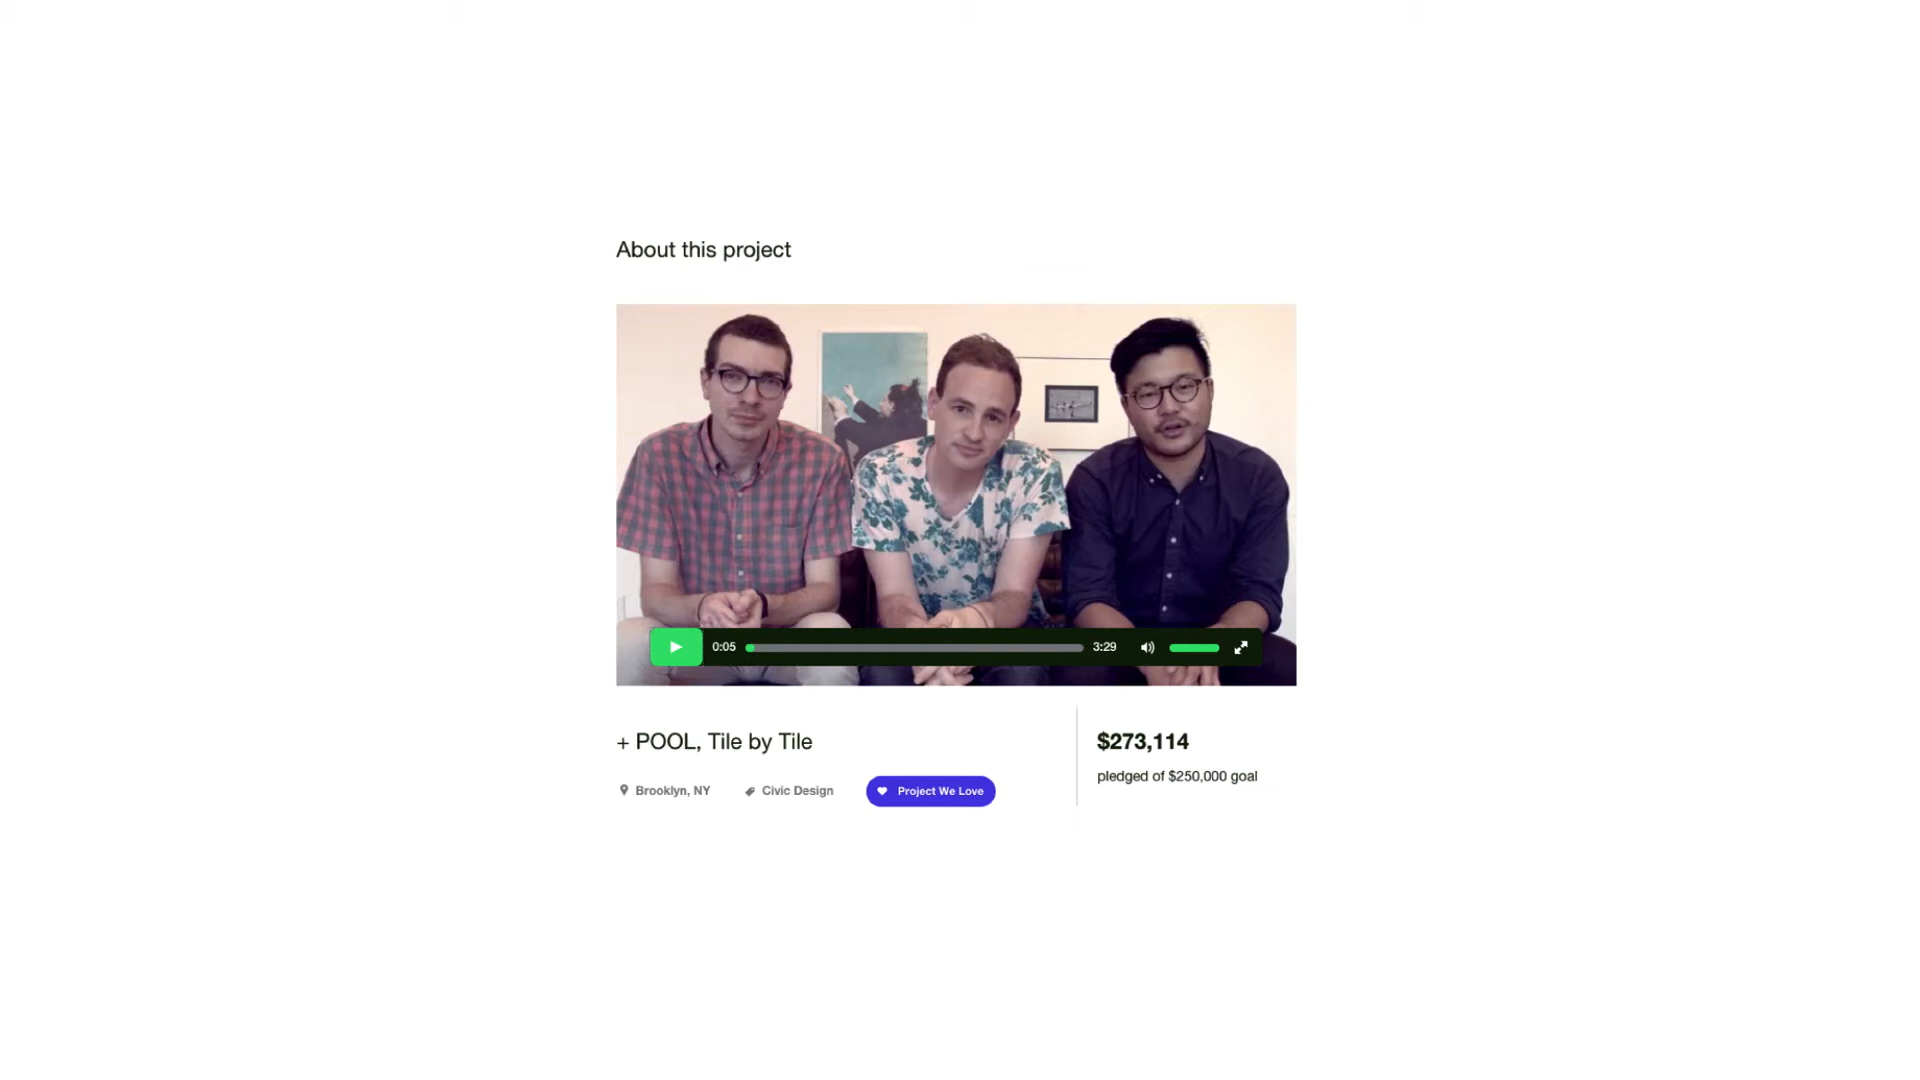 About this project
0:05
3:29
+ POOL, Tile by Tile
$273,114
pledged of $250,000 goal
Brooklyn, NY
Civic Design
Project We Love